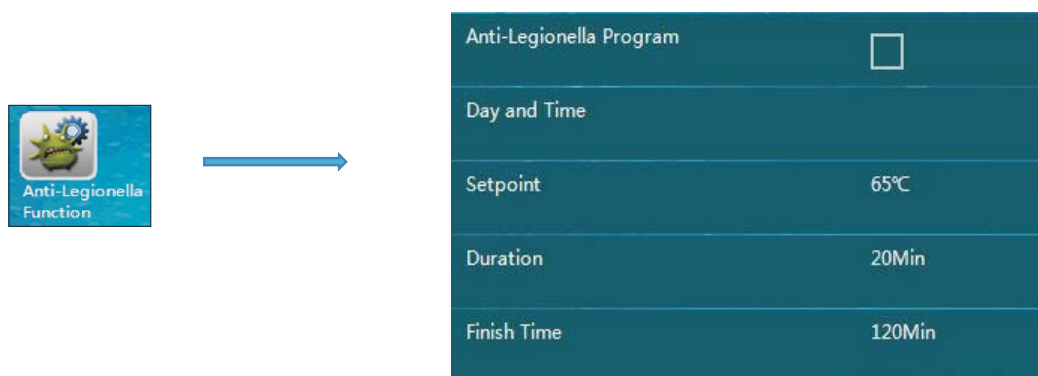 Anti-Legionella
Function
Anti-Legionella Program
Day and Time
Setpoint 65℃
Duration 20Min
Finish Time 120Min